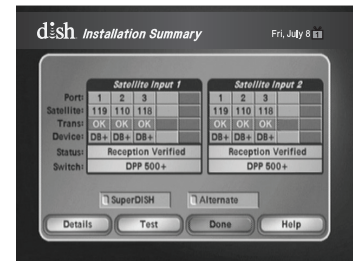 dish Installation Summary Fri, July 8
Satellite Input 1 Satellite Input 2
Port: 1 2 3 1 2 3
Satellite: 119 110 118 119 110 118
Trans: OK OK OK OK OK OK
Device: DB+ DB+ DB+ DB+ DB+ DB+
Status: Reception Verified Reception Verified
Switch: DPP 500+ DPP 500+
SuperDISH Alternate
Details Test Done Help